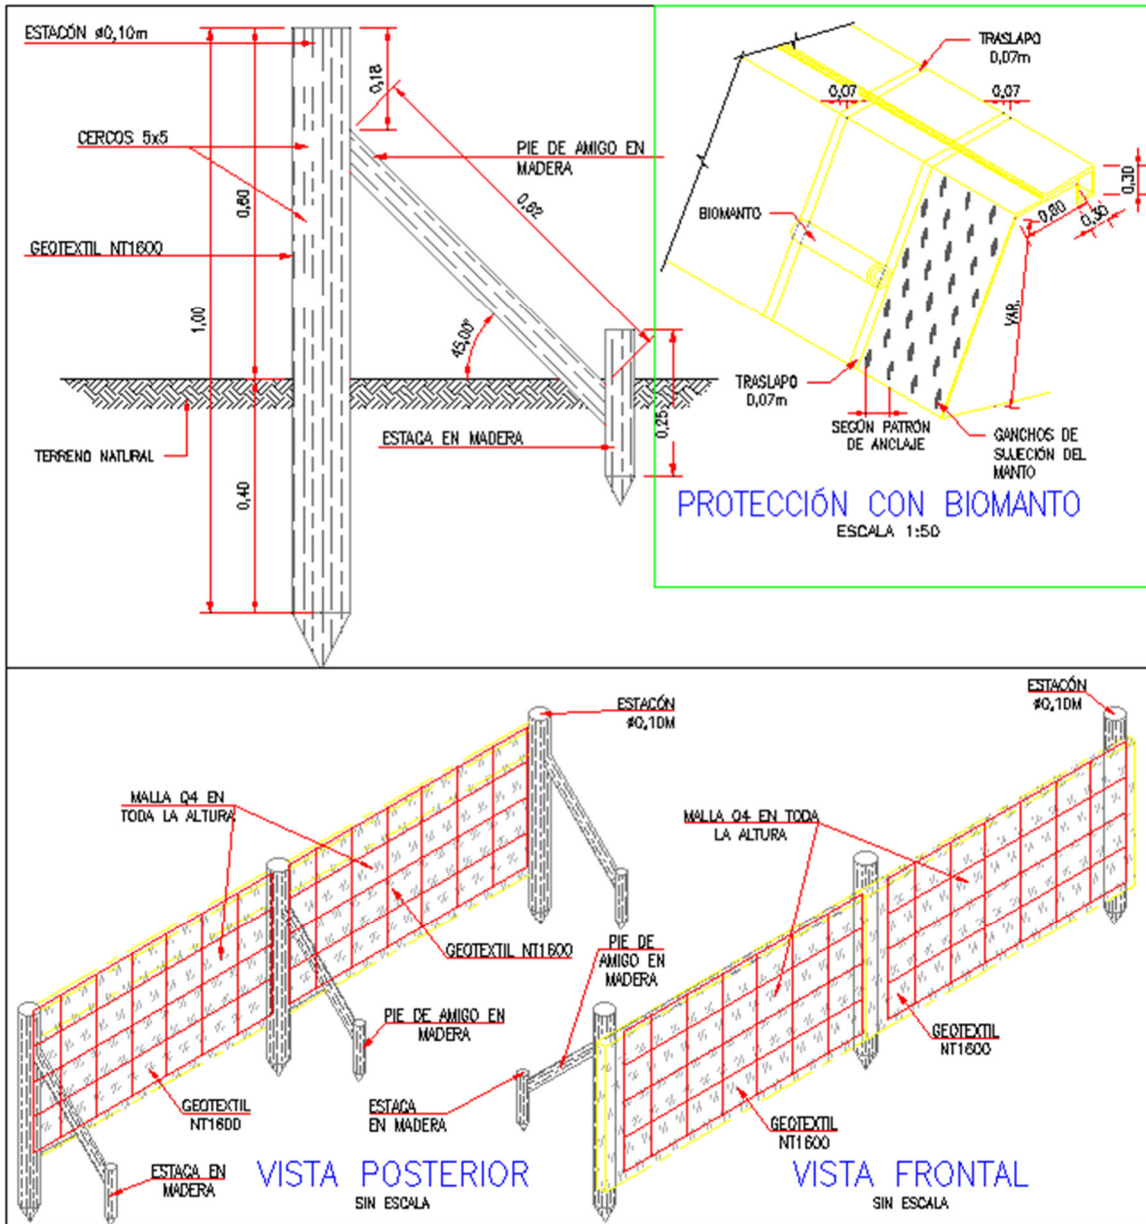 ESTACÓN ø0,10m
CERCOS 5x5
GEOTEXTIL NT1600
TERRENO NATURAL
1,00
0,60
0,40
0,18
PIE DE AMIGO EN
MADERA
0,62
45,00°
ESTACA EN MADERA
0,25
TRASLAPO
0,07m
0,07
0,07
0,30
0,60
0,30
BIOMANTO
VAR.
TRASLAPO
0,07m
SEGÚN PATRÓN
DE ANCLAJE
GANCHOS DE
SUJECIÓN DEL
MANTO
PROTECCIÓN CON BIOMANTO
ESCALA 1:50
ESTACÓN
ø0,10M
MALLA Q4 EN
TODA LA ALTURA
GEOTEXTIL NT1600
PIE DE AMIGO EN
MADERA
GEOTEXTIL
NT1600
ESTACA EN
MADERA
VISTA POSTERIOR
SIN ESCALA
ESTACÓN
ø0,10M
MALLA Q4 EN TODA
LA ALTURA
PIE DE
AMIGO EN
MADERA
GEOTEXTIL
NT1600
ESTACA
EN MADERA
GEOTEXTIL
NT1600
VISTA FRONTAL
SIN ESCALA